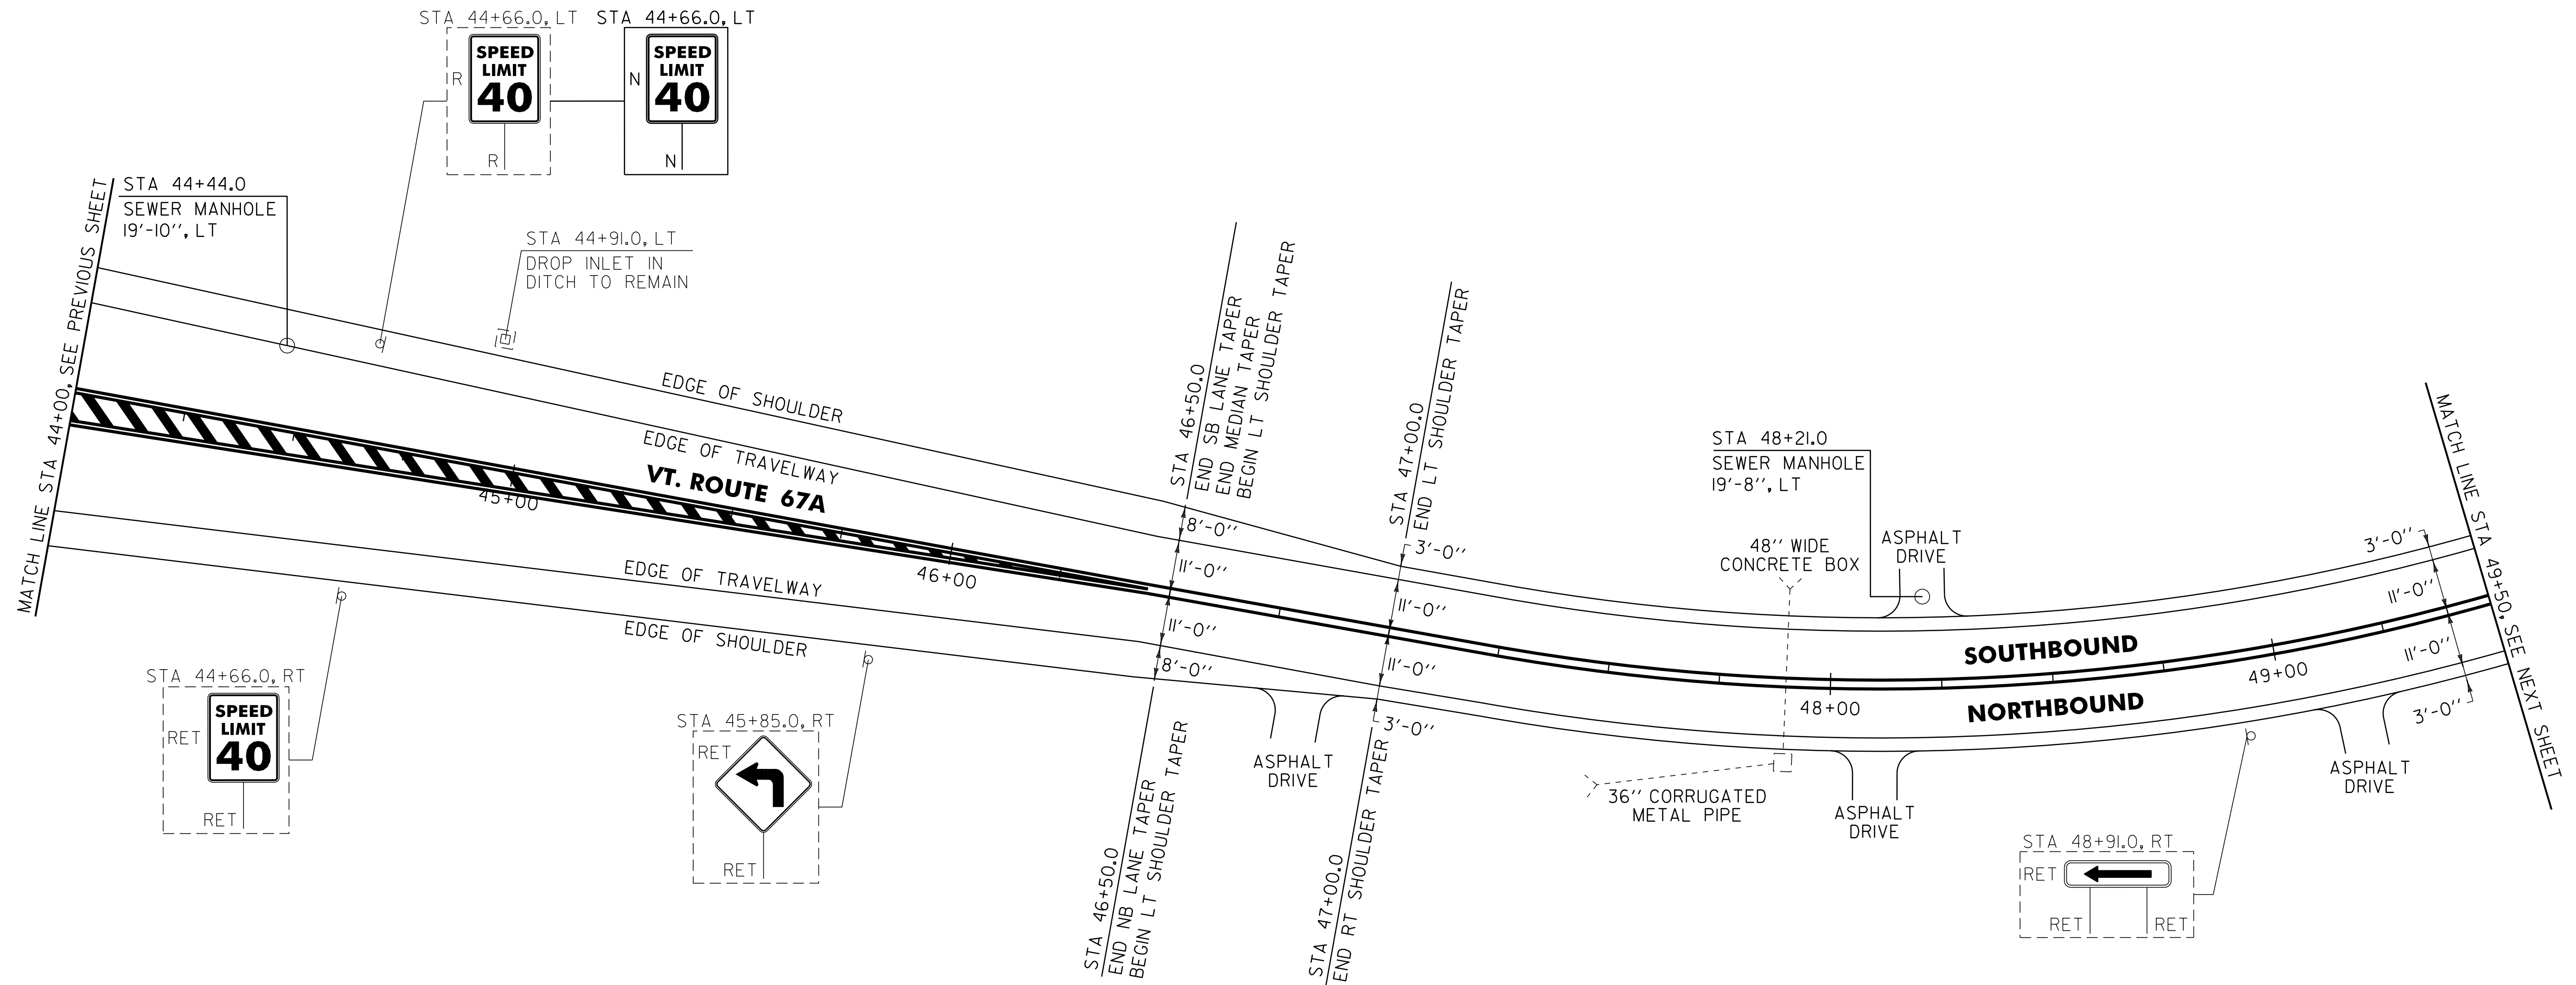 STA 44+66.0, LT
STA 44+66.0, LT
SPEED
LIMIT
40
R
R
SPEED
LIMIT
40
N
N
STA 44+44.0
SEWER MANHOLE
19'-10'', LT
STA 44+91.0, LT
DROP INLET IN
DITCH TO REMAIN
MATCH LINE STA 44+00, SEE PREVIOUS SHEET
EDGE OF SHOULDER
EDGE OF TRAVELWAY
VT. ROUTE 67A
45+00
46+00
EDGE OF TRAVELWAY
EDGE OF SHOULDER
STA 44+66.0, RT
RET
SPEED
LIMIT
40
RET
STA 45+85.0, RT
RET
RET
STA 46+50.0
END SB LANE TAPER
END MEDIAN TAPER
BEGIN LT SHOULDER TAPER
8'-0''
11'-0''
11'-0''
8'-0''
STA 46+50.0
END NB LANE TAPER
BEGIN LT SHOULDER TAPER
STA 47+00.0
END LT SHOULDER TAPER
3'-0''
11'-0''
11'-0''
3'-0''
STA 47+00.0
END RT SHOULDER TAPER
ASPHALT
DRIVE
STA 48+21.0
SEWER MANHOLE
19'-8'', LT
48'' WIDE
CONCRETE BOX
ASPHALT
DRIVE
SOUTHBOUND
NORTHBOUND
48+00
49+00
36'' CORRUGATED
METAL PIPE
ASPHALT
DRIVE
STA 48+91.0, RT
RET
RET
RET
ASPHALT
DRIVE
3'-0''
11'-0''
11'-0''
3'-0''
MATCH LINE STA 49+50, SEE NEXT SHEET